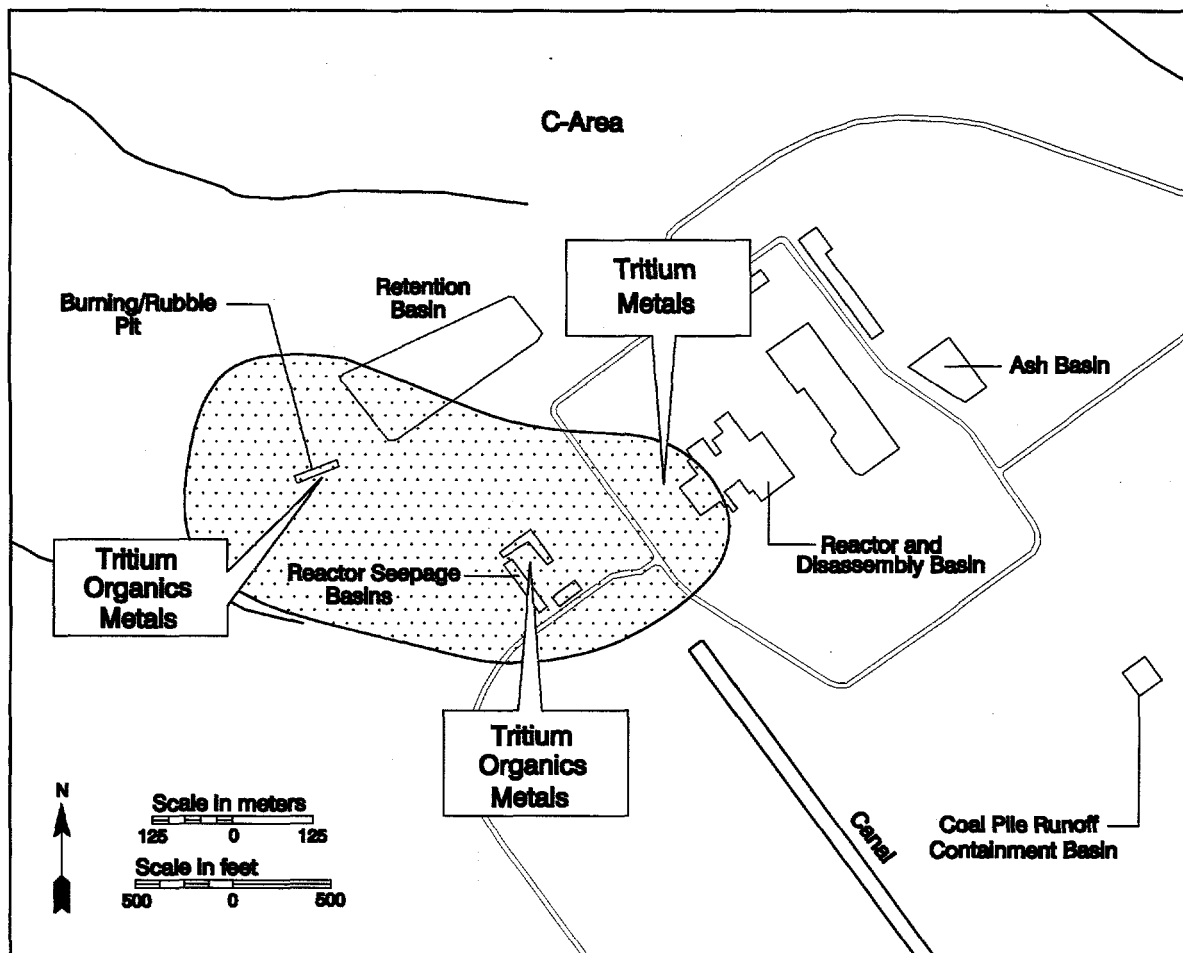 C-Area
Tritium
Metals
Retention
Basin
Burning/Rubble
Pit
Ash Basin
Reactor and
Disassembly Basin
Tritium
Organics
Metals
Reactor Seepage
Basins
Tritium
Organics
Metals
N
Scale in meters
125 0 125
Scale in feet
500 0 500
Canal
Coal Pile Runoff
Containment Basin